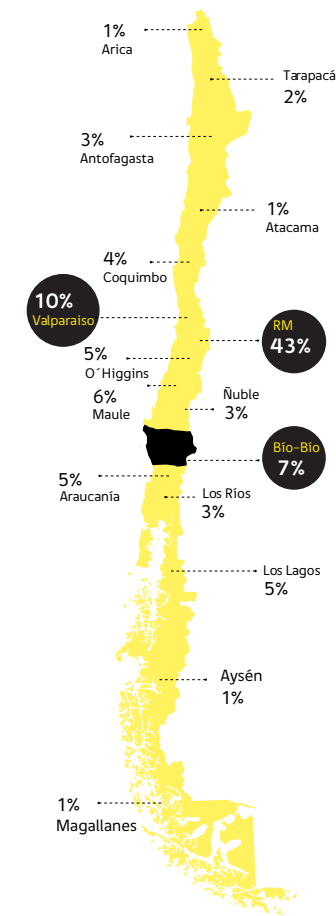 1%
Arica
Tarapacá
2%
3%
Antofagasta
1%
Atacama
4%
Coquimbo
10%
Valparaiso
RM
43%
5%
O´Higgins
6%
Maule
Ñuble
3%
Bío-Bío
7%
5%
Araucanía
Los Ríos
3%
Los Lagos
5%
Aysén
1%
1%
Magallanes